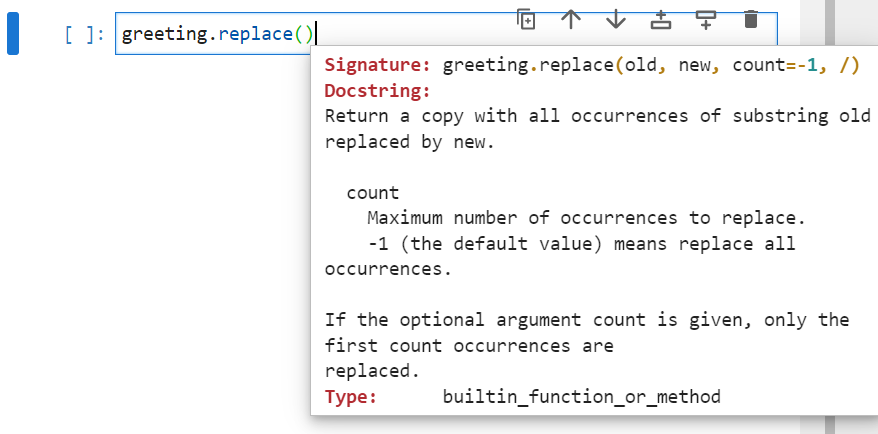 [ ]: greeting.replace()
Signature: greeting.replace(old, new, count=-1, /)
Docstring:
Return a copy with all occurrences of substring old
replaced by new.
count
Maximum number of occurrences to replace.
-1 (the default value) means replace all
occurrences.
If the optional argument count is given, only the
first count occurrences are
replaced.
Type: builtin_function_or_method